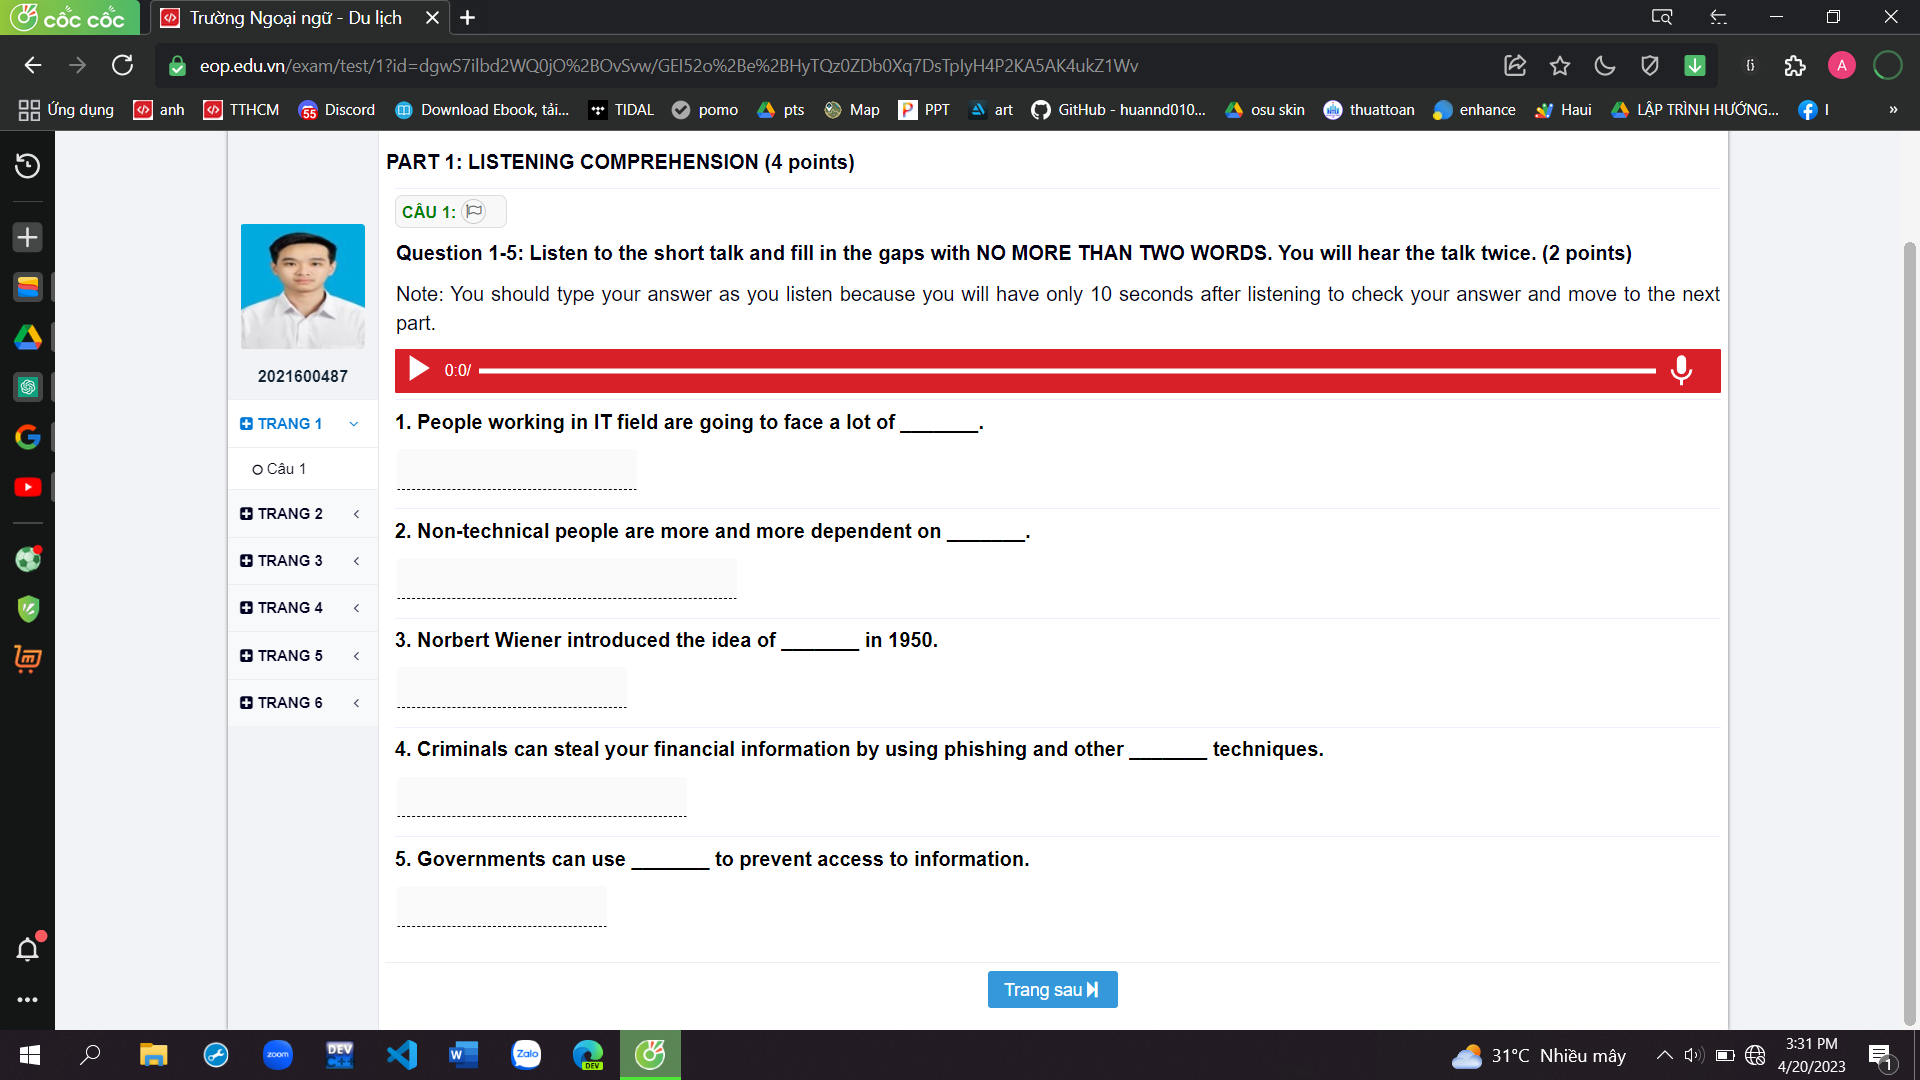 cốc cốc
Trường Ngoại ngữ - Du lịch
eop.edu.vn/exam/test/1?id=dgwS7ilbd2WQ0jO%2BOvSvw/GEI52o%2Be%2BHyTQz0ZDb0Xq7DsTpIyH4P2KA5AK4ukZ1Wv
A
Ứng dụng
anh
TTHCM
55
Discord
Download Ebook, tải...
TIDAL
pomo
pts
Map
PPT
art
GitHub - huannd010...
osu skin
thuattoan
enhance
Haui
LẬP TRÌNH HƯỚNG...
I
»
PART 1: LISTENING COMPREHENSION (4 points)
CÂU 1:
Question 1-5: Listen to the short talk and fill in the gaps with NO MORE THAN TWO WORDS. You will hear the talk twice. (2 points)
Note: You should type your answer as you listen because you will have only 10 seconds after listening to check your answer and move to the next
part.
0:0/
2021600487
TRANG 1
Câu 1
TRANG 2
TRANG 3
TRANG 4
TRANG 5
TRANG 6
1. People working in IT field are going to face a lot of _______.
2. Non-technical people are more and more dependent on _______.
3. Norbert Wiener introduced the idea of _______ in 1950.
4. Criminals can steal your financial information by using phishing and other _______ techniques.
5. Governments can use _______ to prevent access to information.
Trang sau
zoom
DEV
C++
W
Zalo
DEV
31°C Nhiều mây
3:31 PM
4/20/2023
1